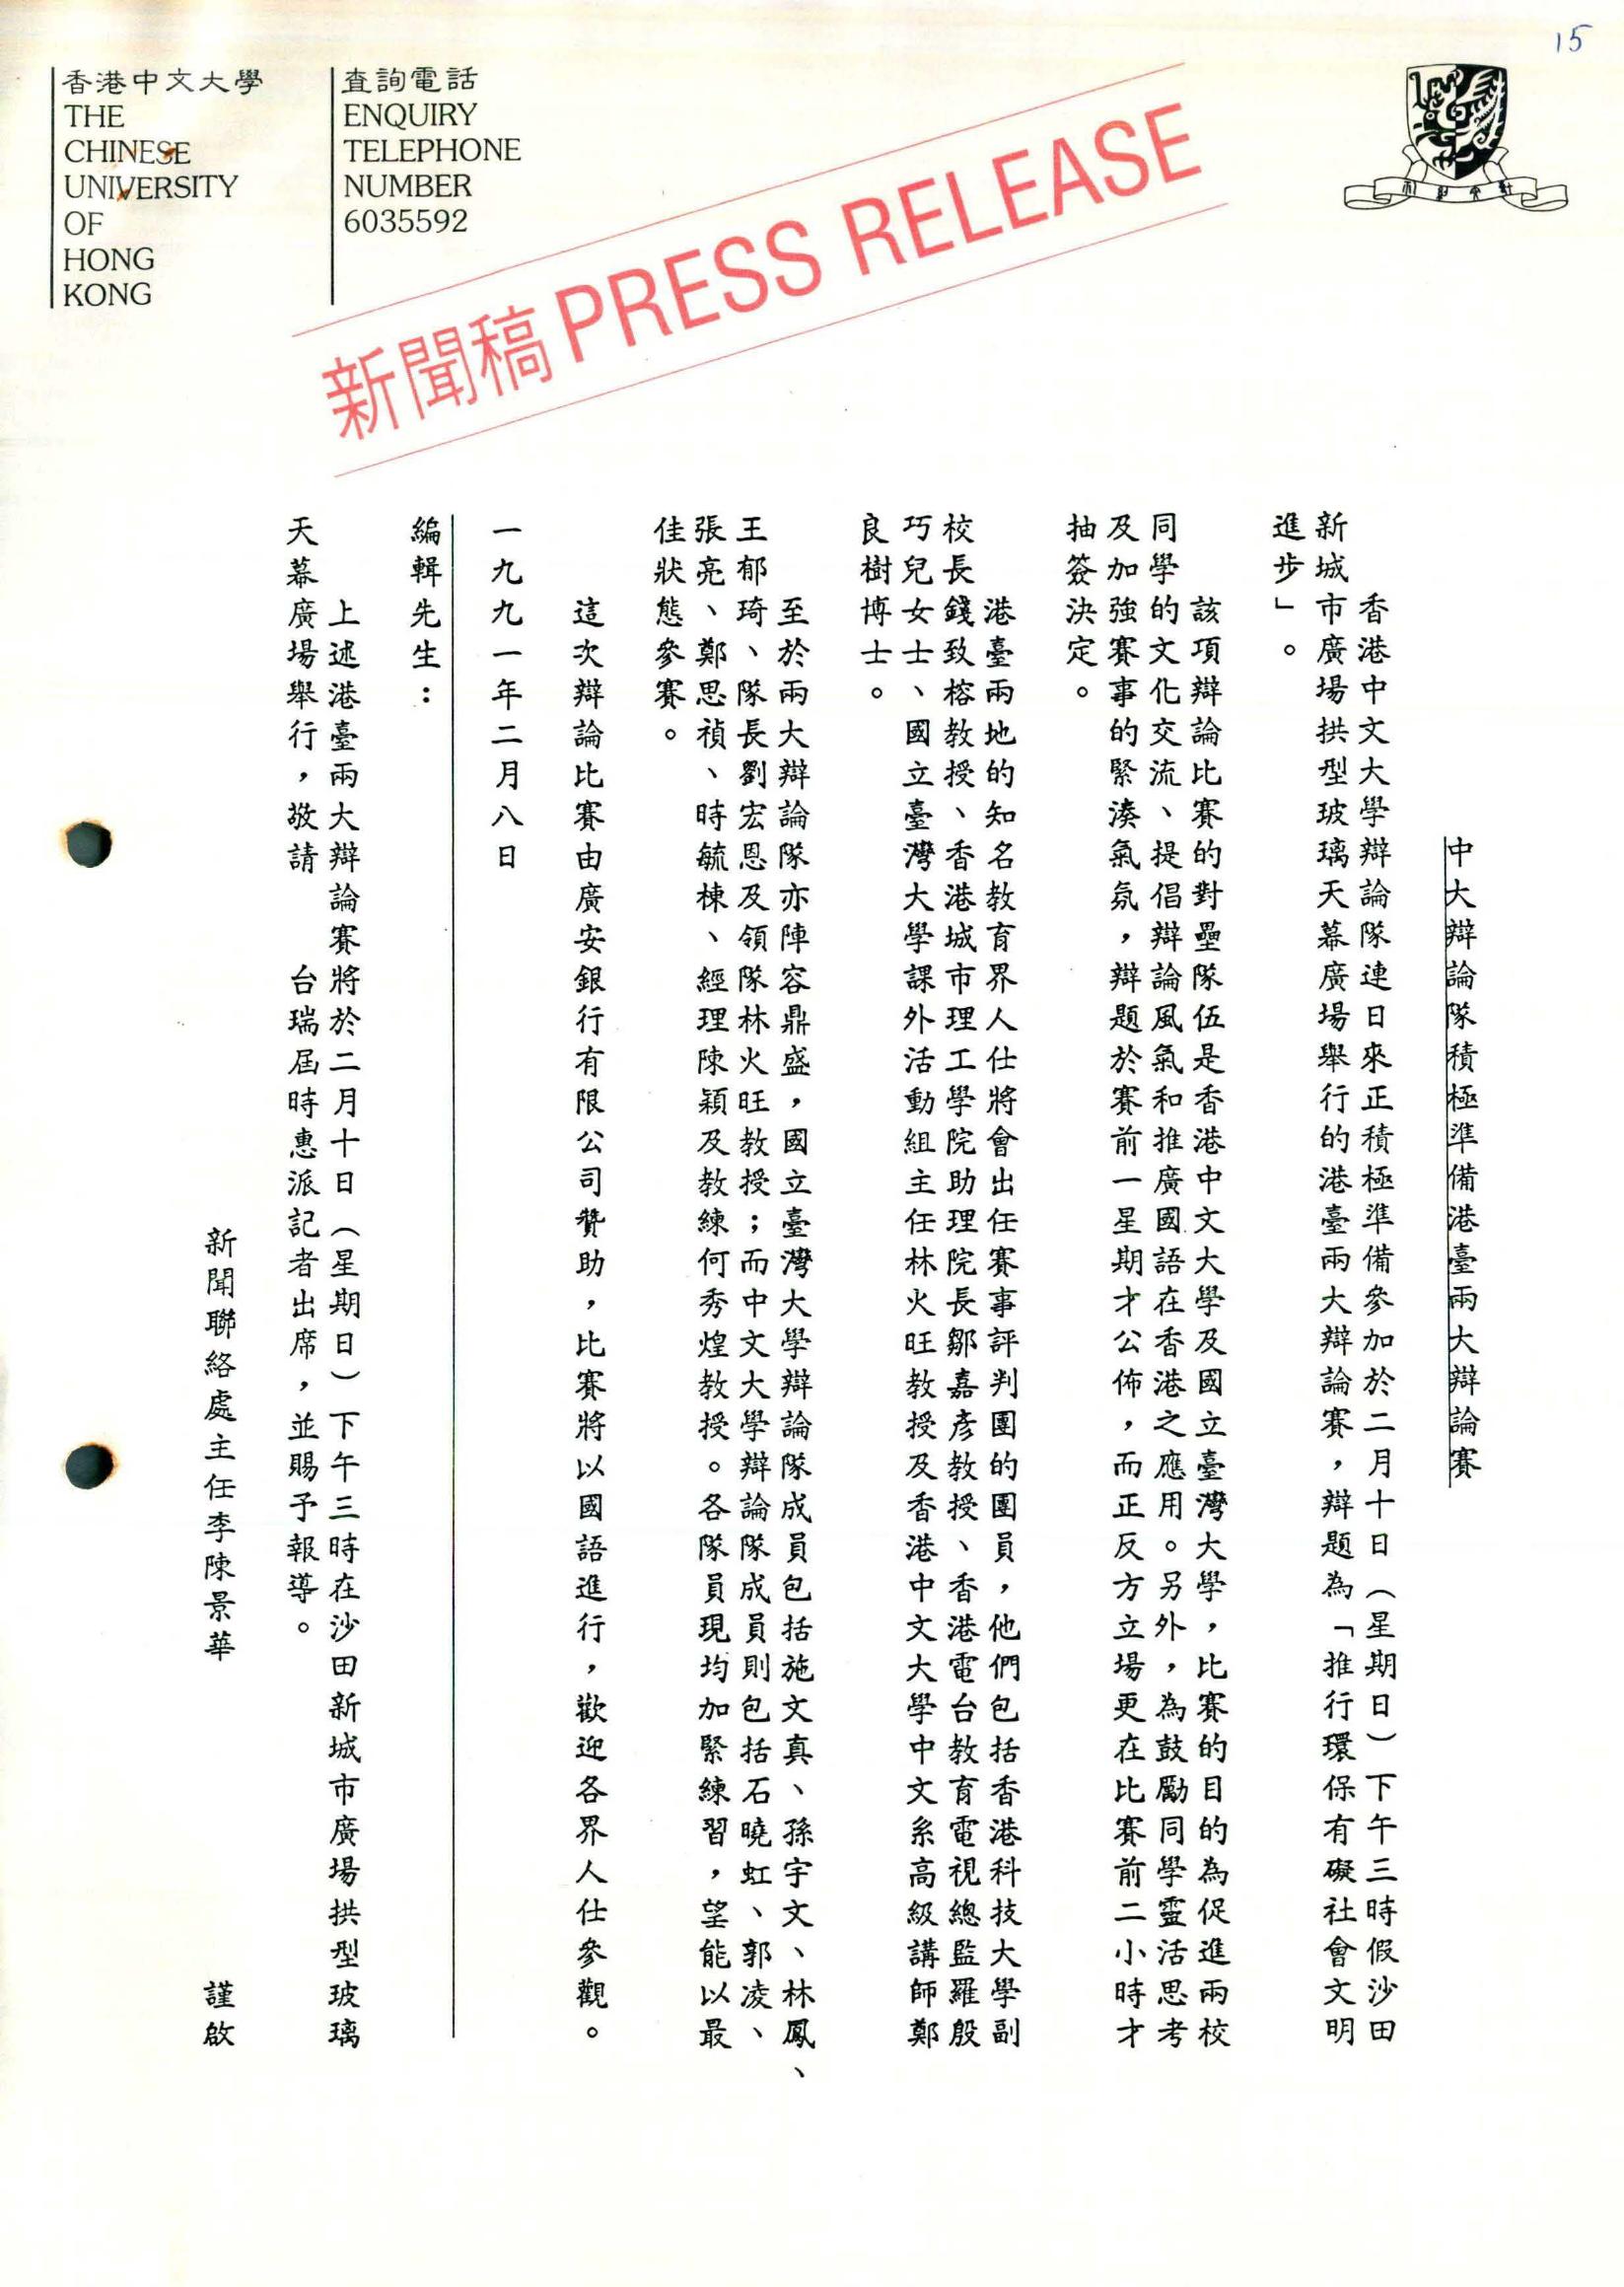 15
香港中文大學
THE
CHINESE
UNIVERSITY
OF
HONG
KONG
查詢電話
ENQUIRY
TELEPHONE
NUMBER
6035592
新聞稿 PRESS RELEASE
中大辯論隊積極準備港臺兩大辯論賽
香港中文大學辯論隊連日來正積極準備參加於二月十日（星期日）下午三時假沙田
新城市廣場拱型玻璃天幕廣場舉行的港臺兩大辯論賽，辯題為「推行環保有礙社會文明
進步」。
該項辯論比賽的對壘隊伍是香港中文大學及國立臺灣大學，比賽的目的為促進兩校
同學的文化交流、提倡辯論風氣和推廣國語在香港之應用。另外，為鼓勵同學靈活思考
及加強賽事的緊湊氣氛，辯題於賽前一星期才公佈，而正反方立場更在比賽前二小時才
抽簽決定。
港臺兩地的知名教育界人仕將會出任賽事評判團的團員，他們包括香港科技大學副
校長錢致榕教授、香港城市理工學院助理院長鄒嘉彥教授、香港電台教育電視總監羅殷
巧兒女士、國立臺灣大學課外活動組主任林火旺教授及香港中文大學中文系高級講師鄭
良樹博士。
至於兩大辯論隊亦陣容鼎盛，國立臺灣大學辯論隊成員包括施文真、孫宇文、林鳳、
王郁琦、隊長劉宏恩及領隊林火旺教授；而中文大學辯論隊成員則包括石曉虹、郭凌、
張亮、鄭思禎、時毓棟、經理陳穎及教練何秀煌教授。各隊員現均加緊練習，望能以最
佳狀態參賽。
這次辯論比賽由廣安銀行有限公司贊助，比賽將以國語進行，歡迎各界人仕參觀。
一九九一年二月八日
編輯先生：
上述港臺兩大辯論賽將於二月十日（星期日）下午三時在沙田新城市廣場拱型玻璃
天幕廣場舉行，敬請 台瑞屆時惠派記者出席，並賜予報導。
新聞聯絡處主任李陳景華 謹啟